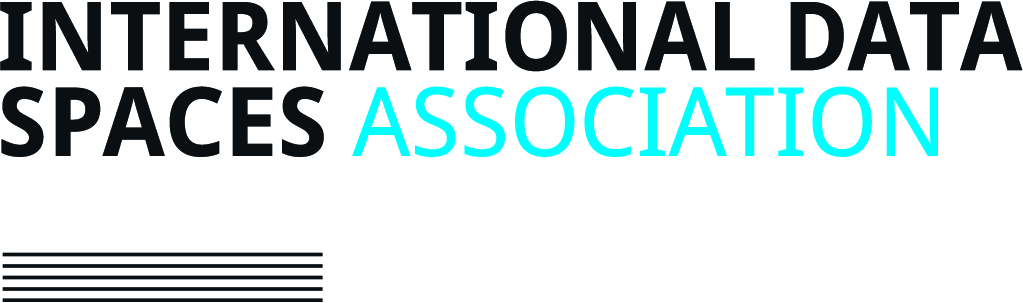 INTERNATIONAL DATA
SPACES ASSOCIATION